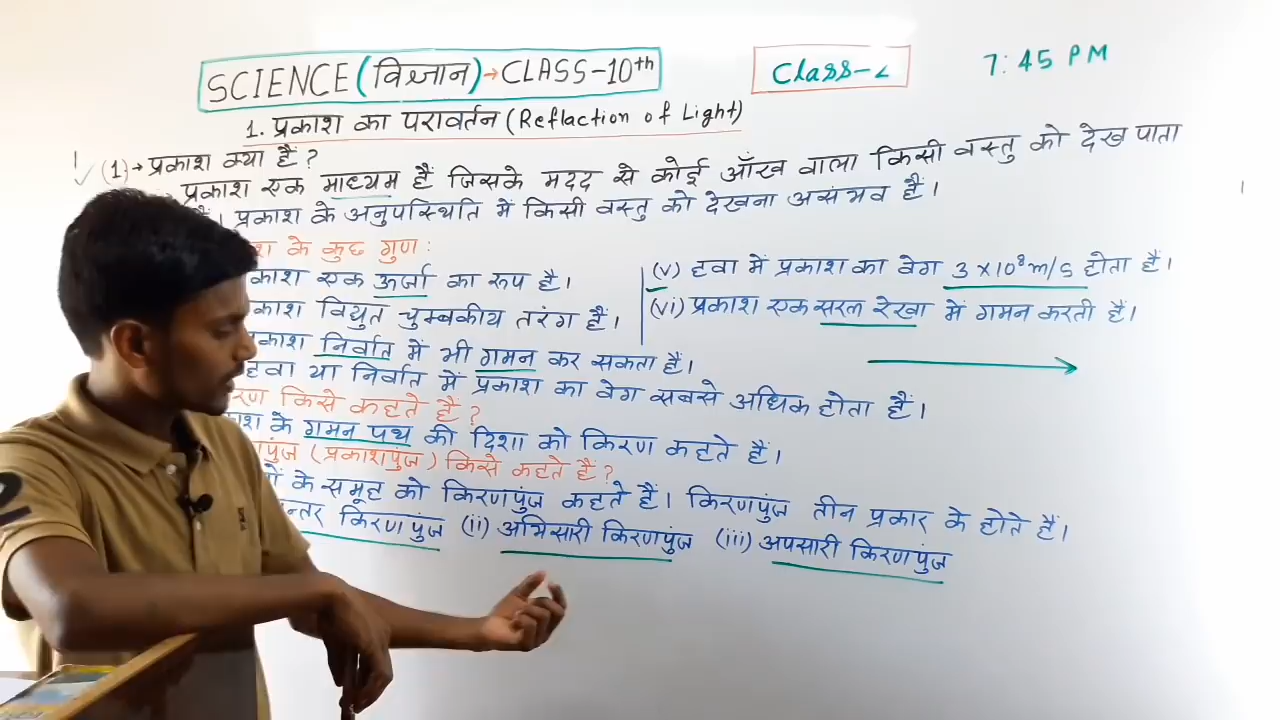 SCIENCE (विज्ञान)→CLASS-10th
Class-2
7:45 PM
1. प्रकाश का परावर्तन (Reflaction of Light)
(1)→ प्रकाश क्या हैं?
प्रकाश एक माध्यम हैं जिसके मदद से कोई आँख वाला किसी वस्तु को देख पाता
हैं। प्रकाश के अनुपस्थिति में किसी वस्तु को देखना असंभव हैं।
के कुछ गुण:
एक ऊर्जा का रूप है।
विद्युत चुम्बकीय तरंग हैं।
निर्वात में भी गमन कर सकता हैं।
हवा या निर्वात में प्रकाश का वेग सबसे अधिक होता हैं।
(v) हवा में प्रकाश का वेग 3×10⁸m/s होता हैं।
(vi) प्रकाश एक सरल रेखा में गमन करती हैं।
किसे कहते हैं?
के गमन पथ की दिशा को किरण कहते हैं।
(प्रकाशपुंज) किसे कहते हैं?
के समूह को किरणपुंज कहते हैं। किरणपुंज तीन प्रकार के होते हैं।
किरणपुंज (ii) अभिसारी किरणपुंज (iii) अपसारी किरणपुंज